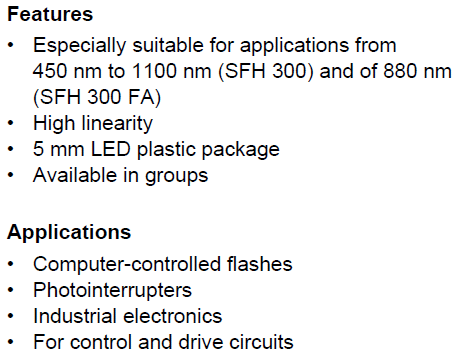 Features
• Especially suitable for applications from
450 nm to 1100 nm (SFH 300) and of 880 nm
(SFH 300 FA)
• High linearity
• 5 mm LED plastic package
• Available in groups
Applications
• Computer-controlled flashes
• Photointerrupters
• Industrial electronics
• For control and drive circuits